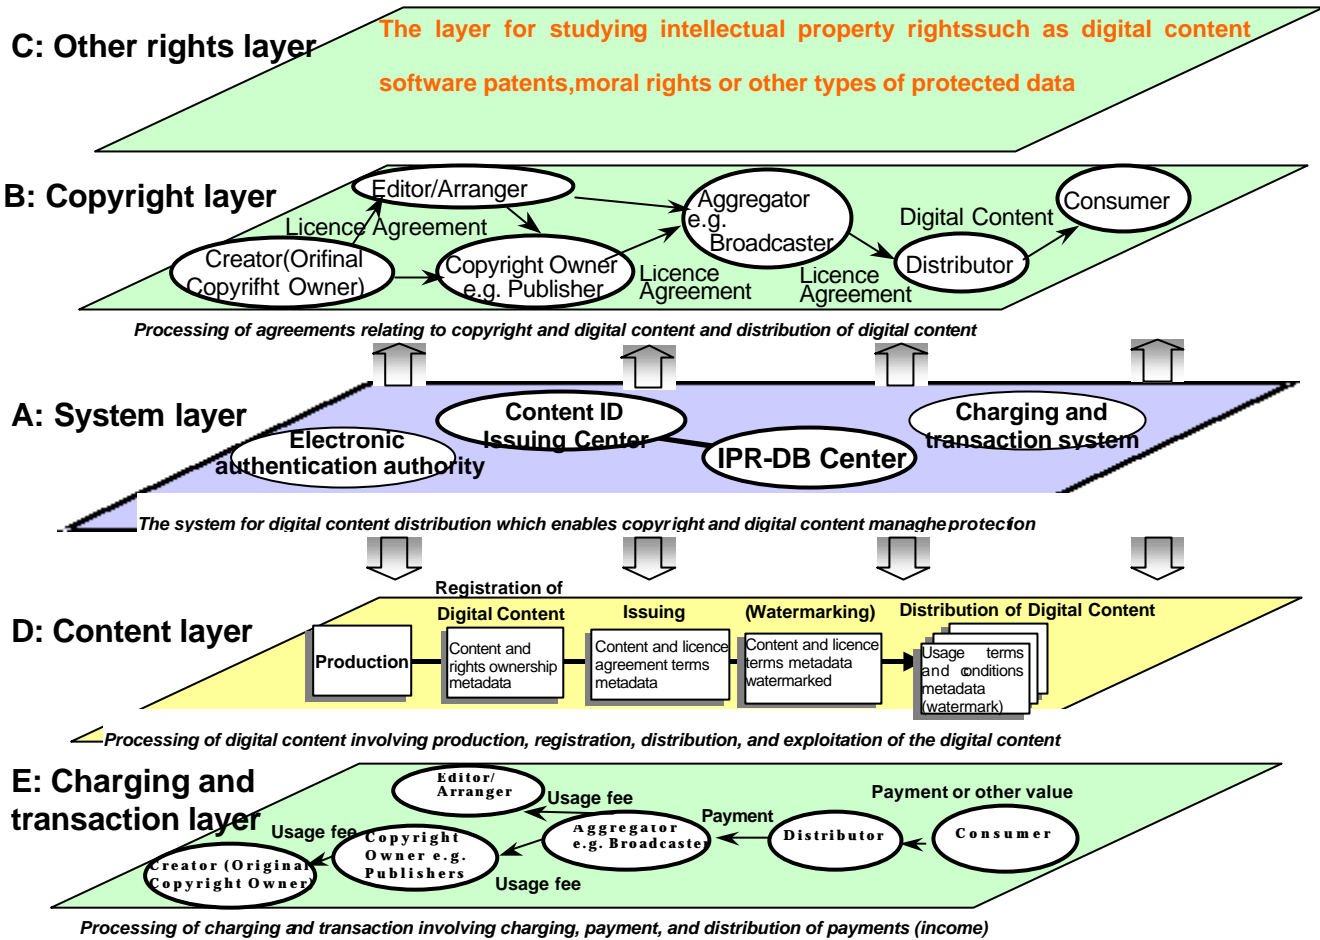 C: Other rights layer
The layer for studying intellectual property rightssuch as digital content
software patents,moral rights or other types of protected data
B: Copyright layer
Editor/Arranger
Licence Agreement
Creator(Orifinal
Copyrifht Owner)
Copyright Owner
e.g. Publisher
Licence
Agreement
Aggregator
e.g.
Broadcaster
Licence
Agreement
Digital Content
Distributor
Consumer
Processing of agreements relating to copyright and digital content and distribution of digital content
A: System layer
Electronic
authentication authority
Content ID
Issuing Center
IPR-DB Center
Charging and
transaction system
The system for digital content distribution which enables copyright and digital content managheprotection
D: Content layer
Production
Registration of
Digital Content
Content and
rights ownership
metadata
Issuing
Content and licence
agreement terms
metadata
(Watermarking)
Content and licence
terms metadata
watermarked
Distribution of Digital Content
Usage terms
and conditions
metadata
(watermark)
Processing of digital content involving production, registration, distribution, and exploitation of the digital content
E: Charging and
transaction layer
Editor/
Arranger
Usage fee
Usage fee
Creator (Original
Copyright Owner)
Copyright
Owner e.g.
Publishers
Usage fee
Aggregator
e.g. Broadcaster
Payment
Distributor
Payment or other value
Consumer
Processing of charging and transaction involving charging, payment, and distribution of payments (income)